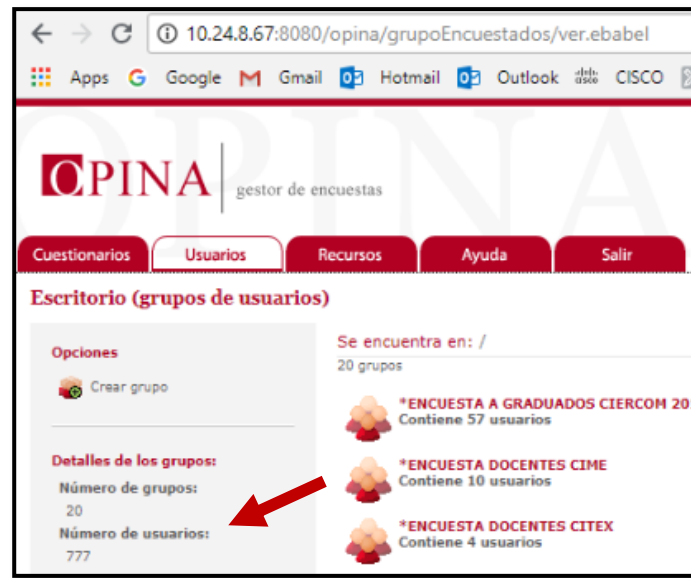 10.24.8.67:8080/opina/grupoEncuestados/ver.ebabel
Apps Google Gmail Hotmail Outlook CISCO
OPINA gestor de encuestas
Cuestionarios Usuarios Recursos Ayuda Salir
Escritorio (grupos de usuarios)
Opciones
Crear grupo
Detalles de los grupos:
Número de grupos:
20
Número de usuarios:
777
Se encuentra en: /
20 grupos
*ENCUESTA A GRADUADOS CIERCOM 20
Contiene 57 usuarios
*ENCUESTA DOCENTES CIME
Contiene 10 usuarios
*ENCUESTA DOCENTES CITEX
Contiene 4 usuarios